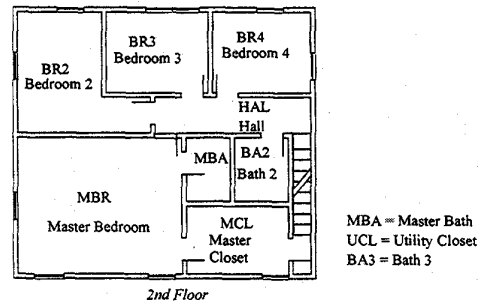 BR3
Bedroom 3
BR4
Bedroom 4
BR2
Bedroom 2
HAL
Hall
MBA
BA2
Bath 2
MBR
Master Bedroom
MCL
Master
Closet
MBA = Master Bath
UCL = Utility Closet
BA3 = Bath 3
2nd Floor